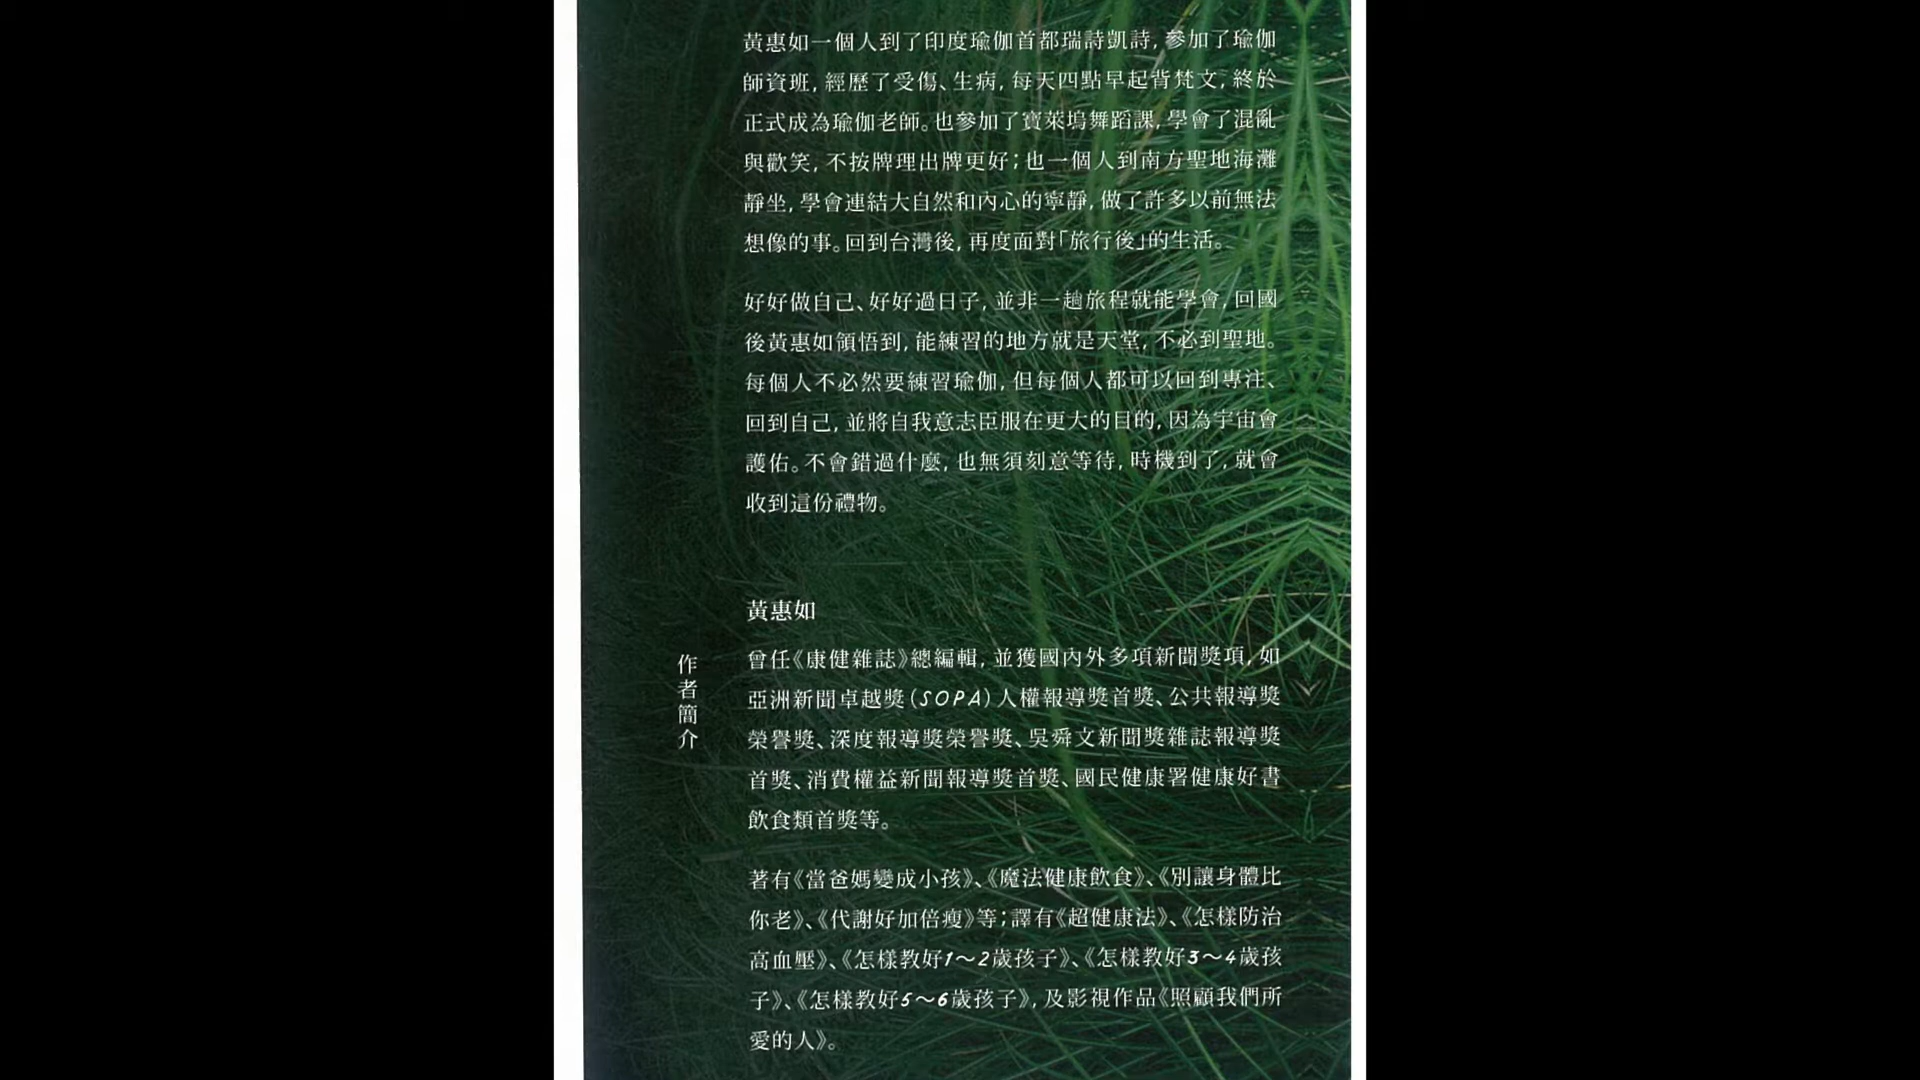 黃惠如一個人到了印度瑜伽首都瑞詩凱詩，參加了瑜伽
師資班，經歷了受傷、生病，每天四點早起背梵文，終於
正式成為瑜伽老師。也參加了寶萊塢舞蹈課，學會了混亂
與歡笑，不按牌理出牌更好；也一個人到南方聖地海灘
靜坐，學會連結大自然和內心的寧靜，做了許多以前無法
想像的事。回到台灣後，再度面對「旅行後」的生活。
好好做自己、好好過日子，並非一趟旅程就能學會，回國
後黃惠如領悟到，能練習的地方就是天堂，不必到聖地。
每個人不必然要練習瑜伽，但每個人都可以回到專注、
回到自己，並將自我意志臣服在更大的目的，因為宇宙會
護佑。不會錯過什麼，也無須刻意等待，時機到了，就會
收到這份禮物。
作者簡介
黃惠如
曾任《康健雜誌》總編輯，並獲國內外多項新聞獎項，如
亞洲新聞卓越獎（SOPA）人權報導獎首獎、公共報導獎
榮譽獎、深度報導獎榮譽獎、吳舜文新聞獎雜誌報導獎
首獎、消費權益新聞報導獎首獎、國民健康署健康好書
飲食類首獎等。
著有《當爸媽變成小孩》、《魔法健康飲食》、《別讓身體比
你老》、《代謝好加倍瘦》等；譯有《超健康法》、《怎樣防治
高血壓》、《怎樣教好1～2歲孩子》、《怎樣教好3～4歲孩
子》、《怎樣教好5～6歲孩子》，及影視作品《照顧我們所
愛的人》。